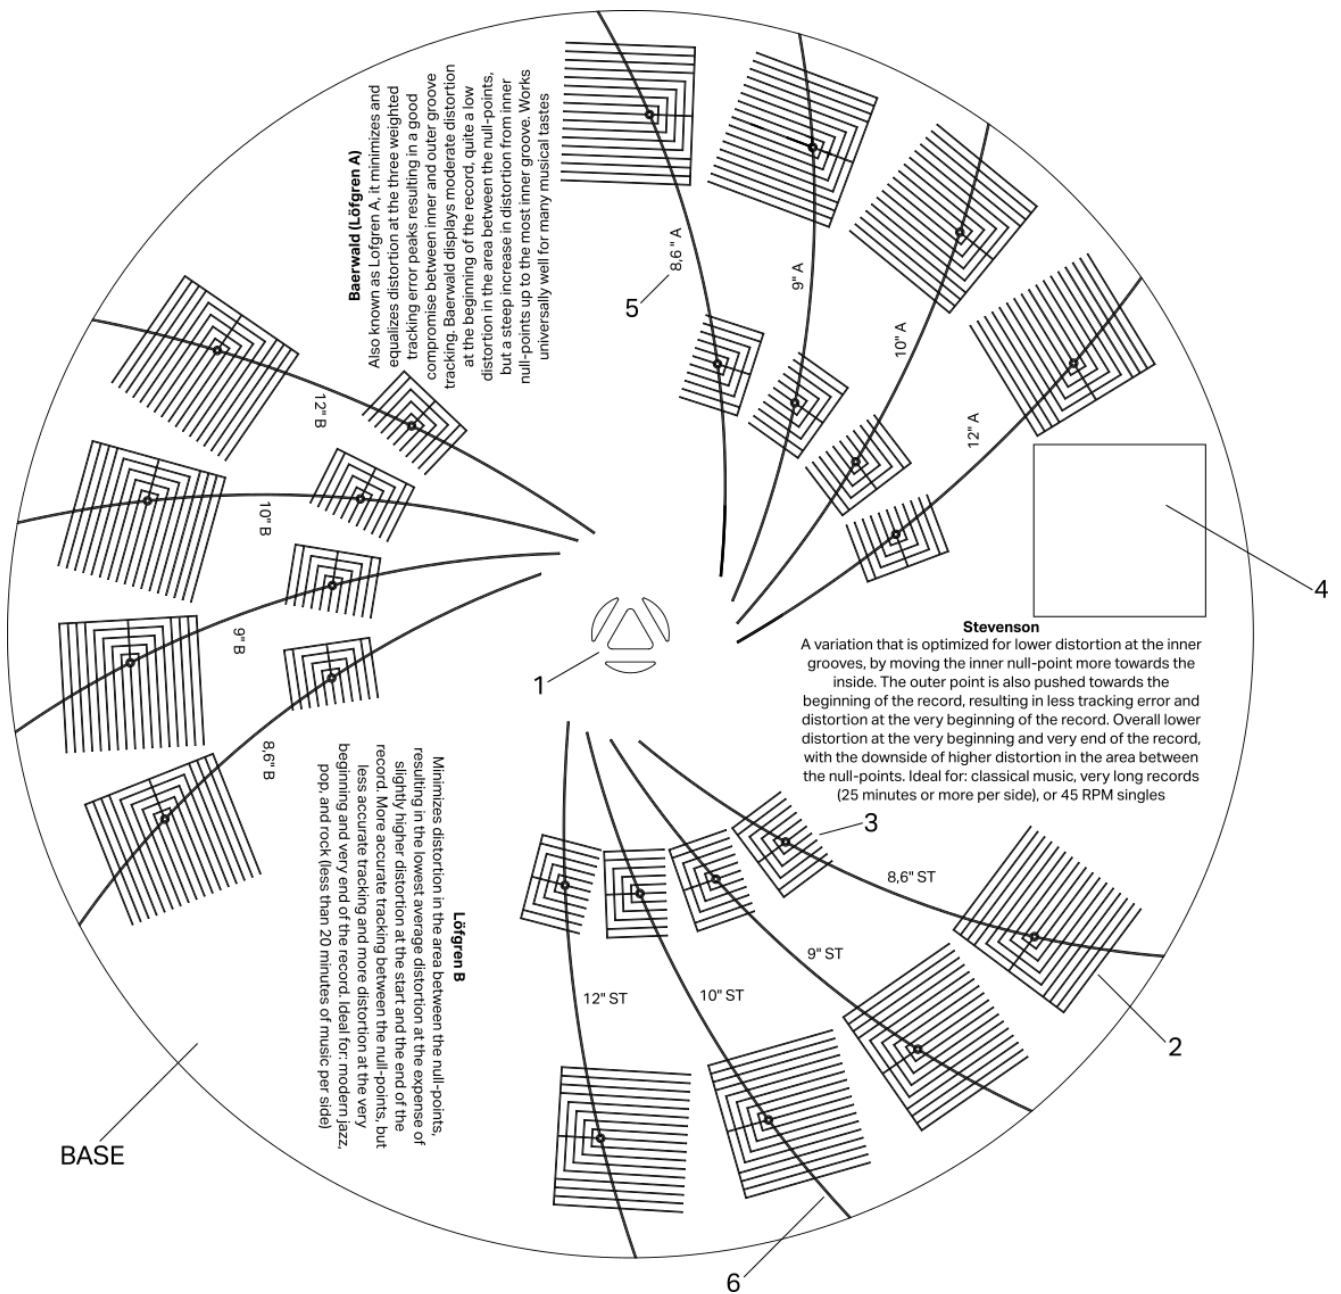 Baerwald (Löfgren A)
Also known as Lofgren A, it minimizes and
equalizes distortion at the three weighted
tracking error peaks resulting in a good
compromise between inner and outer groove
tracking. Baerwald displays moderate distortion
at the beginning of the record, quite a low
distortion in the area between the null-points,
but a steep increase in distortion from inner
null-points up to the most inner groove. Works
universally well for many musical tastes
8,6" A
9" A
10" A
12" A
5
4
12" B
10" B
9" B
8,6" B
1
Stevenson
A variation that is optimized for lower distortion at the inner
grooves, by moving the inner null-point more towards the
inside. The outer point is also pushed towards the
beginning of the record, resulting in less tracking error and
distortion at the very beginning of the record. Overall lower
distortion at the very beginning and very end of the record,
with the downside of higher distortion in the area between
the null-points. Ideal for: classical music, very long records
(25 minutes or more per side), or 45 RPM singles
3
8,6" ST
9" ST
10" ST
12" ST
2
6
Löfgren B
Minimizes distortion in the area between the null-points,
resulting in the lowest average distortion at the expense of
slightly higher distortion at the start and the end of the
record. More accurate tracking between the null-points, but
less accurate tracking and more distortion at the very
beginning and very end of the record. Ideal for: modern jazz,
pop, and rock (less than 20 minutes of music per side)
BASE